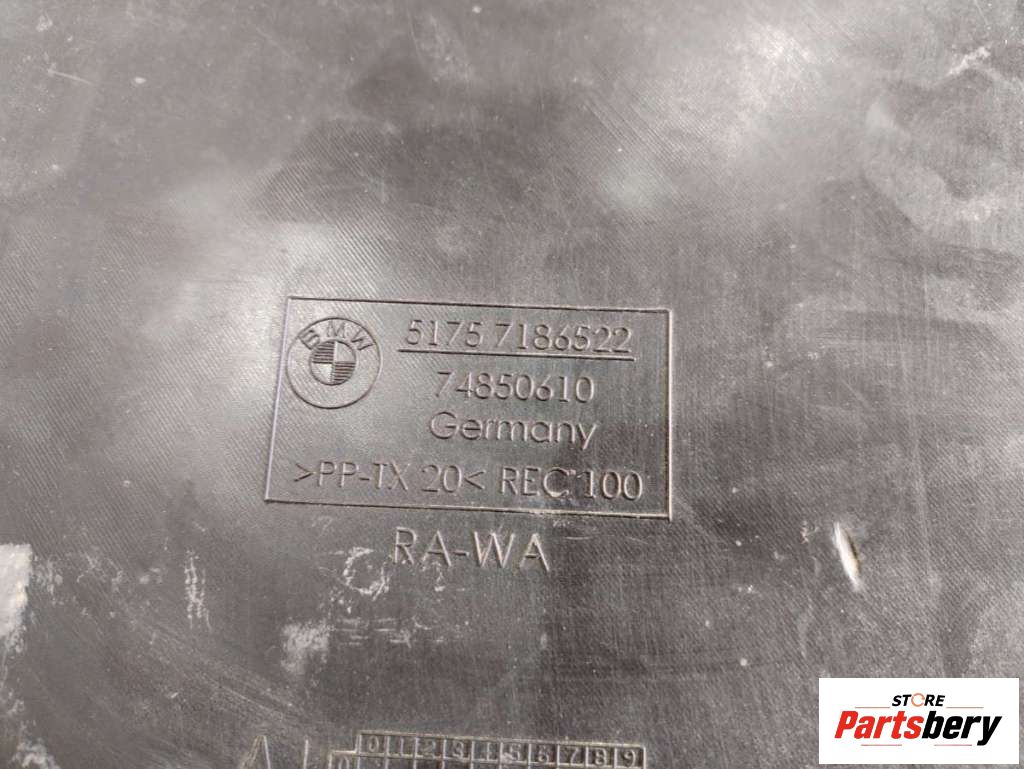 BMW
5175 7186522
74850610
Germany
>PP-TX 20< REC 100
RA-WA
0 1 2 3 4 5 6 7 8 9
STORE
Partsbery